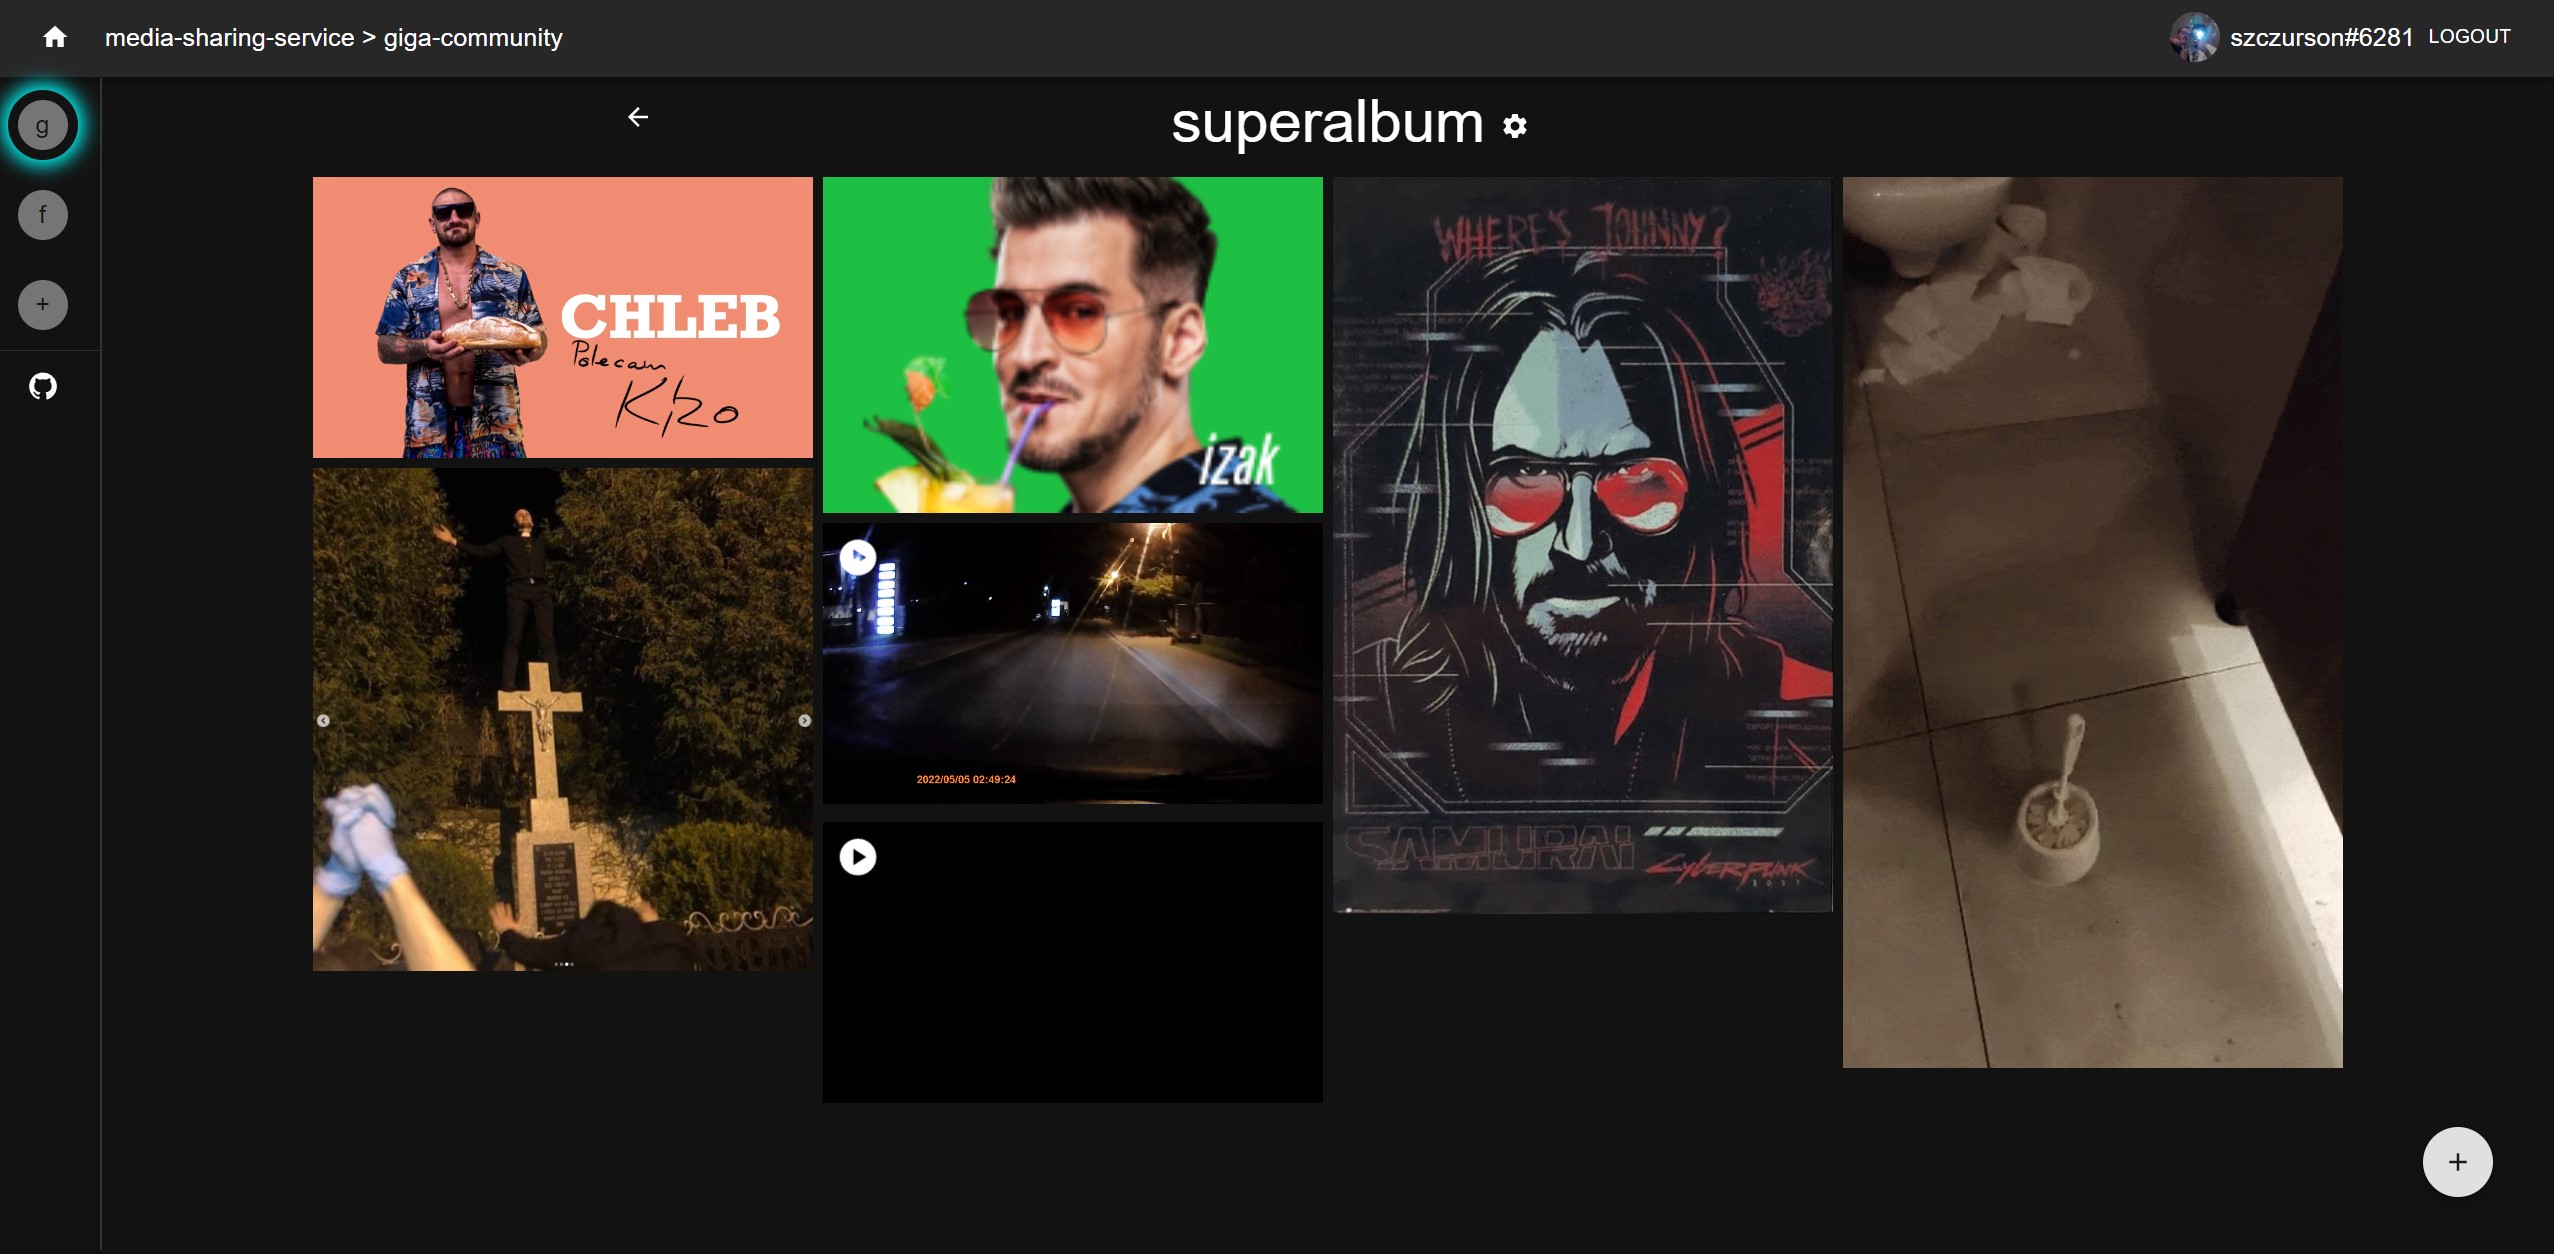 media-sharing-service > giga-community
szczurson#6281 LOGOUT
g
f
+
superalbum
CHLEB
Polecam
Kizo
izak
2022/05/05 02:49:24
WHERE'S JOHNNY?
SAMURAI
CYBERPUNK
+